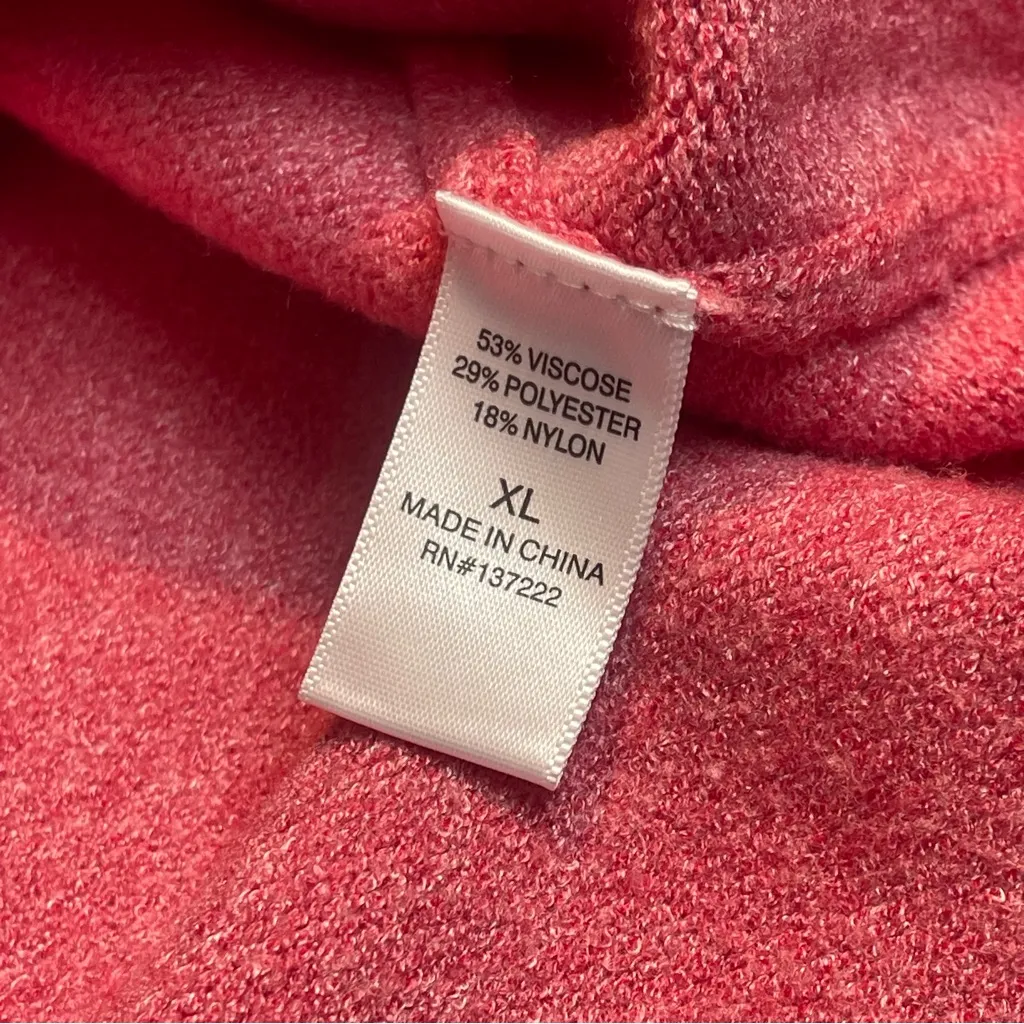 53% VISCOSE
29% POLYESTER
18% NYLON
XL
MADE IN CHINA
RN#137222